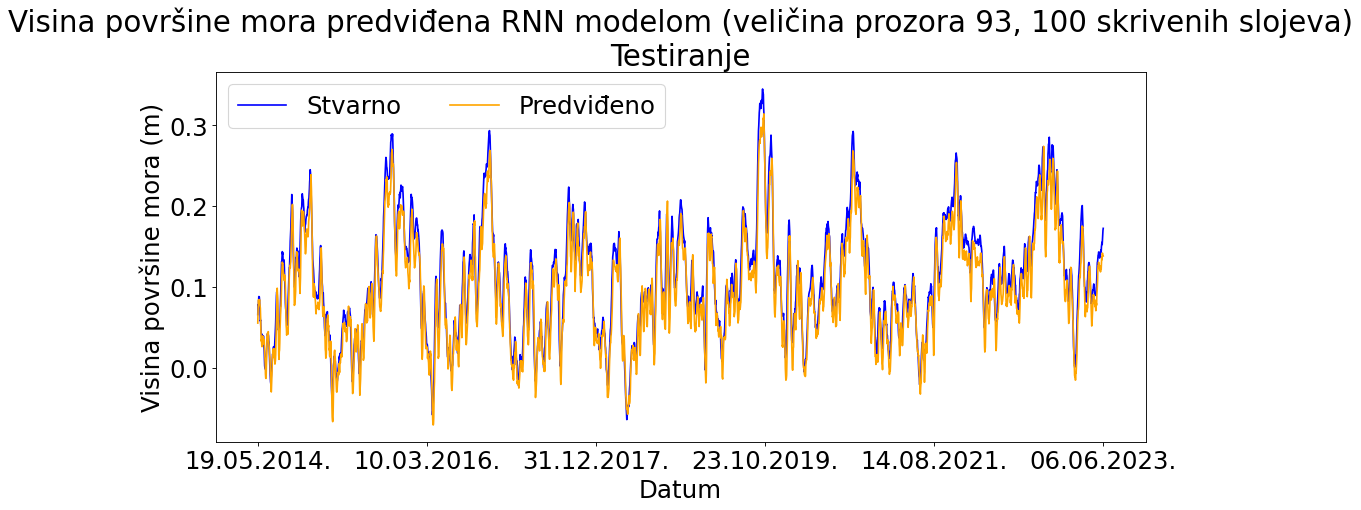 Visina površine mora predviđena RNN modelom (veličina prozora 93, 100 skrivenih slojeva)
Testiranje
Stvarno
Predviđeno
Visina površine mora (m)
0.3
0.2
0.1
0.0
19.05.2014.
10.03.2016.
31.12.2017.
23.10.2019.
14.08.2021.
06.06.2023.
Datum